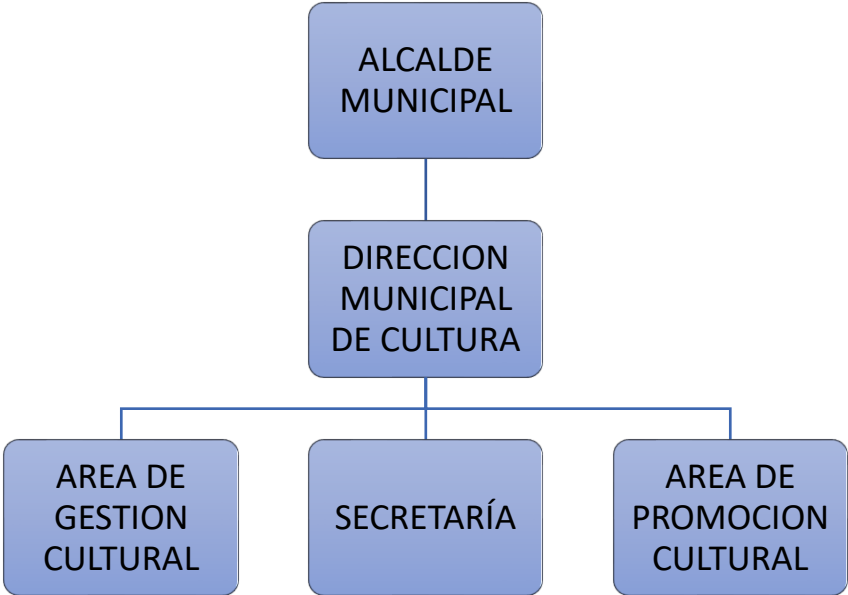 ALCALDE
MUNICIPAL
DIRECCION
MUNICIPAL
DE CULTURA
AREA DE
GESTION
CULTURAL
SECRETARÍA
AREA DE
PROMOCION
CULTURAL